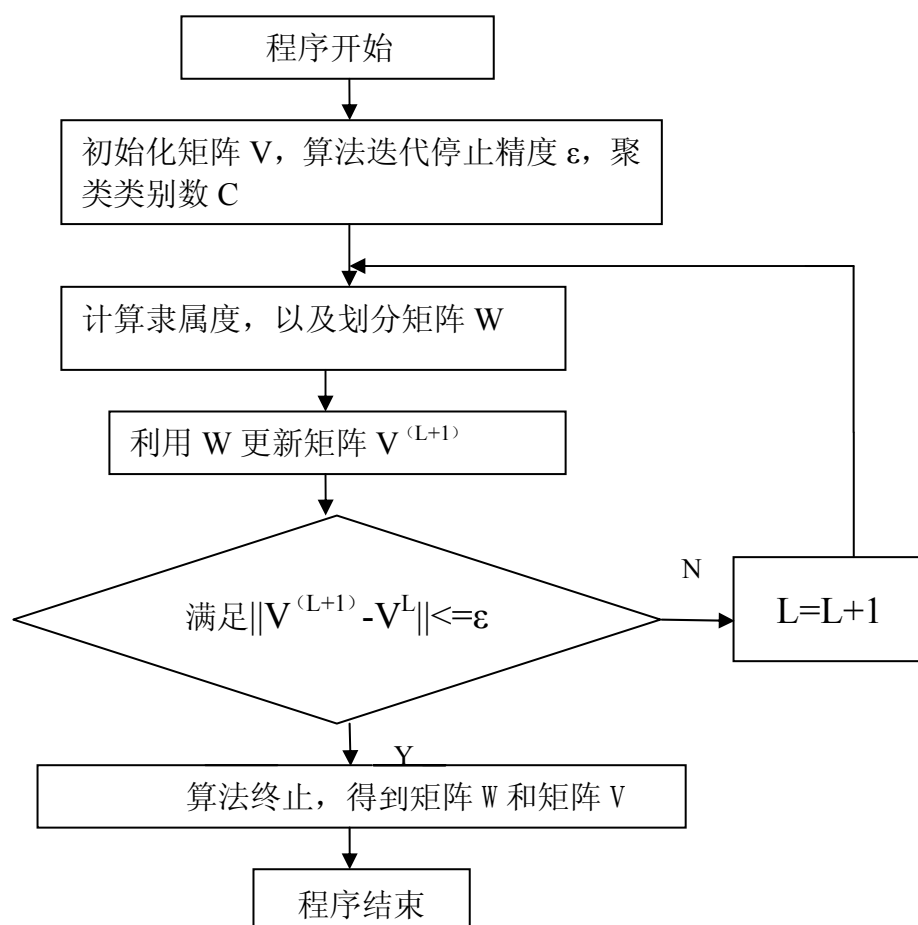 程序开始
初始化矩阵 V，算法迭代停止精度 ε，聚
类类别数 C
计算隶属度，以及划分矩阵 W
利用 W 更新矩阵 V（L+1）
满足||V（L+1）-VL||<=ε
N
L=L+1
Y
算法终止，得到矩阵 W 和矩阵 V
程序结束